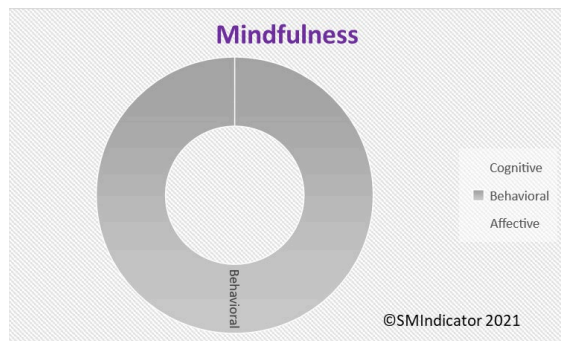 Mindfulness
Cognitive
Behavioral
Affective
Behavioral
©SMIndicator 2021